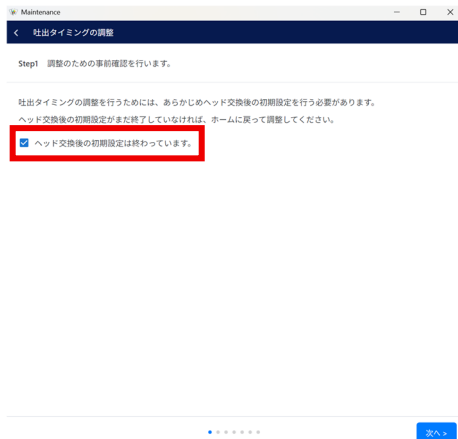 Maintenance
< 吐出タイミングの調整
Step1 調整のための事前確認を行います。
吐出タイミングの調整を行うためには、あらかじめヘッド交換後の初期設定を行う必要があります。
ヘッド交換後の初期設定がまだ終了していなければ、ホームに戻って調整してください。
ヘッド交換後の初期設定は終わっています。
次へ >